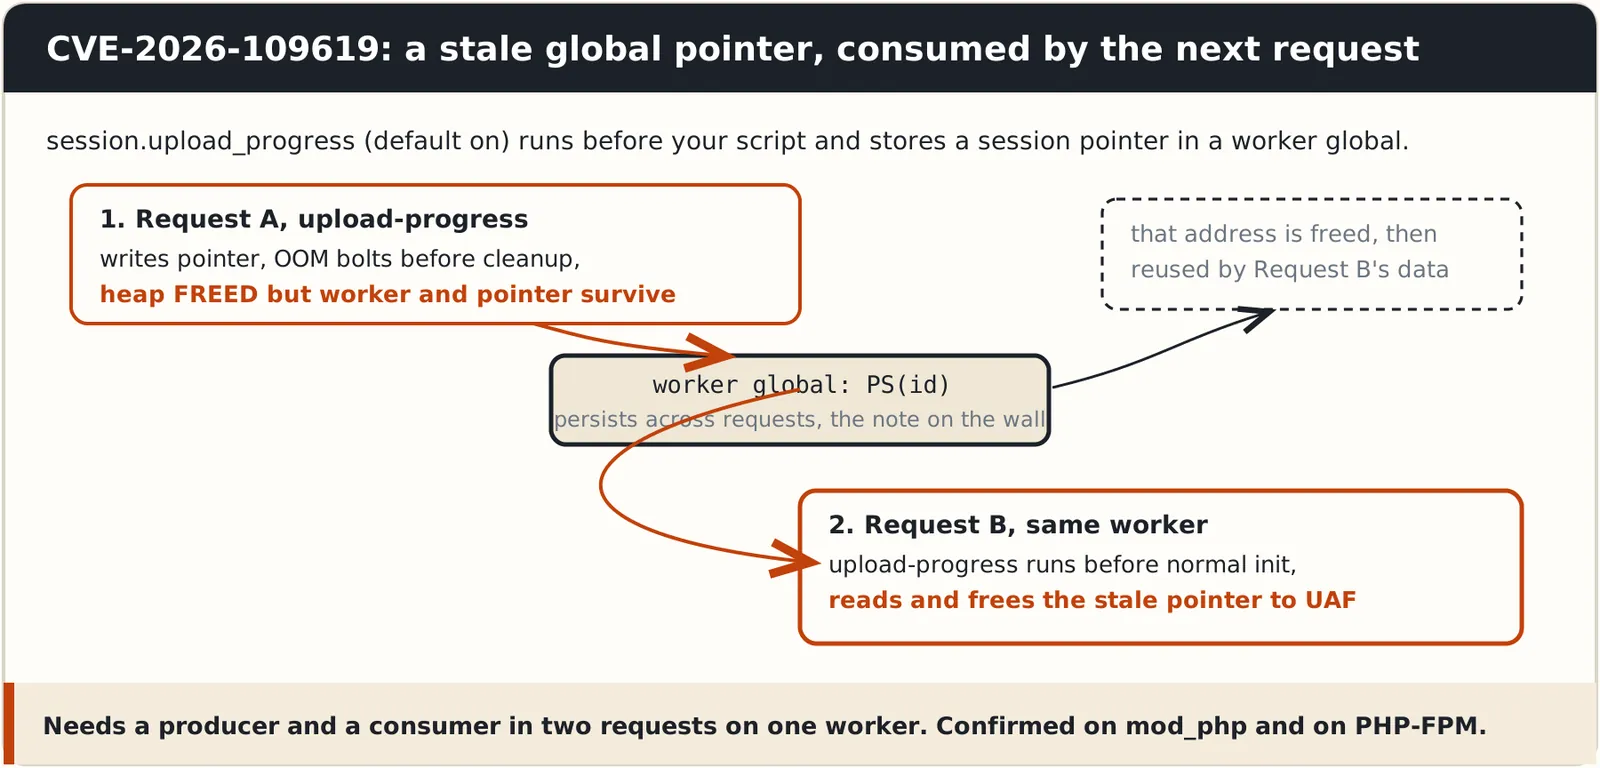 CVE-2026-109619: a stale global pointer, consumed by the next request
session.upload_progress (default on) runs before your script and stores a session pointer in a worker global.
1. Request A, upload-progress
writes pointer, OOM bolts before cleanup,
heap FREED but worker and pointer survive
that address is freed, then
reused by Request B's data
worker global: PS(id)
persists across requests, the note on the wall
2. Request B, same worker
upload-progress runs before normal init,
reads and frees the stale pointer to UAF
Needs a producer and a consumer in two requests on one worker. Confirmed on mod_php and on PHP-FPM.